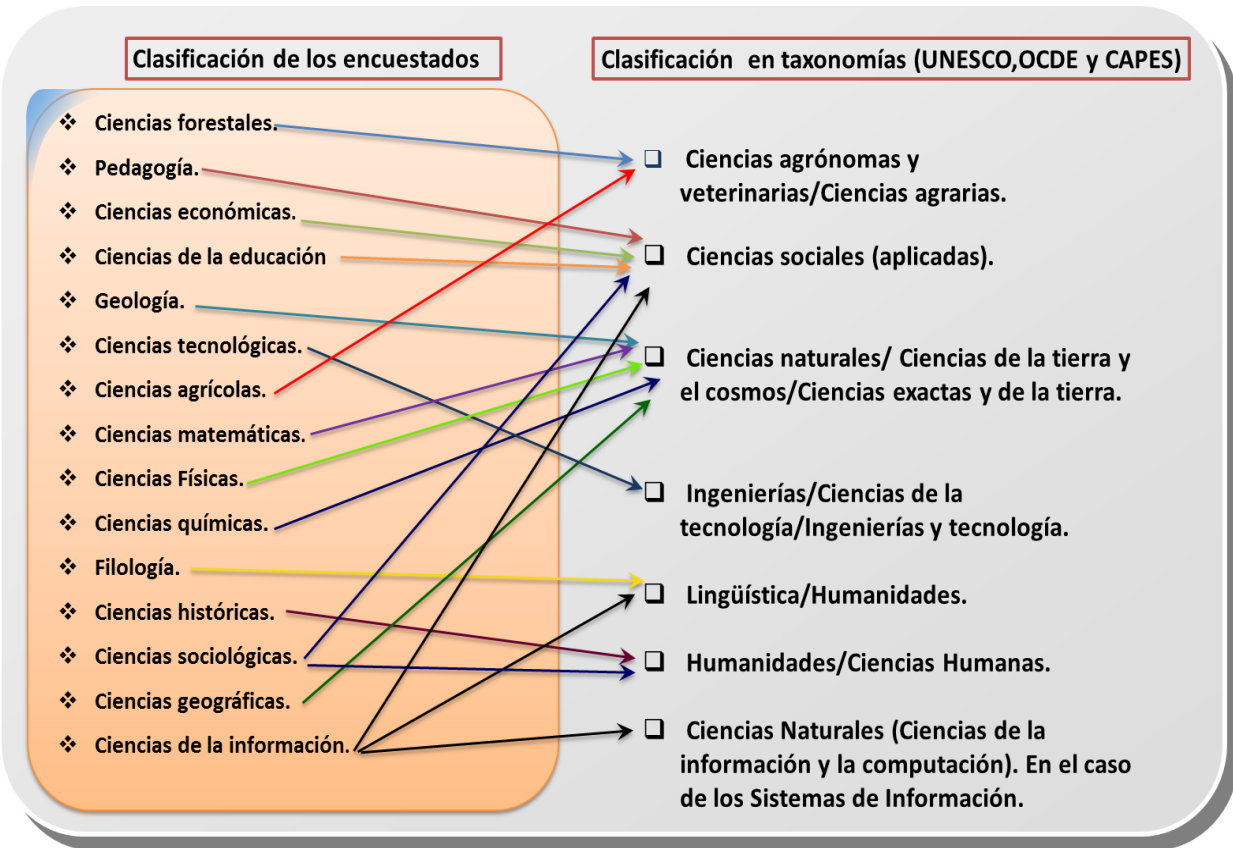 Clasificación de los encuestados
Ciencias forestales.
Pedagogía.
Ciencias económicas.
Ciencias de la educación
Geología.
Ciencias tecnológicas.
Ciencias agrícolas.
Ciencias matemáticas.
Ciencias Físicas.
Ciencias químicas.
Filología.
Ciencias históricas.
Ciencias sociológicas.
Ciencias geográficas.
Ciencias de la información.
Clasificación en taxonomías (UNESCO,OCDE y CAPES)
Ciencias agrónomas y
veterinarias/Ciencias agrarias.
Ciencias sociales (aplicadas).
Ciencias naturales/ Ciencias de la tierra y
el cosmos/Ciencias exactas y de la tierra.
Ingenierías/Ciencias de la
tecnología/Ingenierías y tecnología.
Lingüística/Humanidades.
Humanidades/Ciencias Humanas.
Ciencias Naturales (Ciencias de la
información y la computación). En el caso
de los Sistemas de Información.